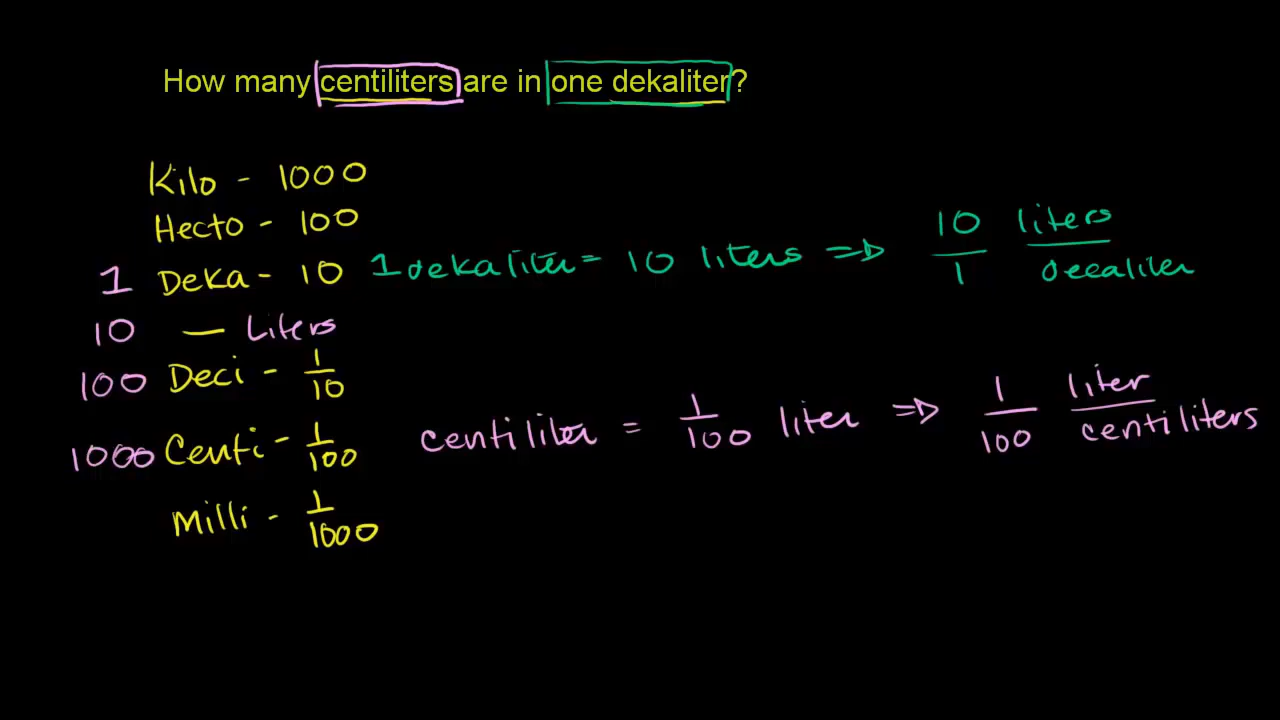 How many centiliters are in one dekaliter?
Kilo - 1000
Hecto - 100
1 Deka - 10 1 dekaliter = 10 liters ⇒ 10/1 liters/decaliter
10 — Liters
100 Deci - 1/10
1000 Centi - 1/100 centiliter = 1/100 liter ⇒ 1/100 liter/centiliters
Milli - 1/1000